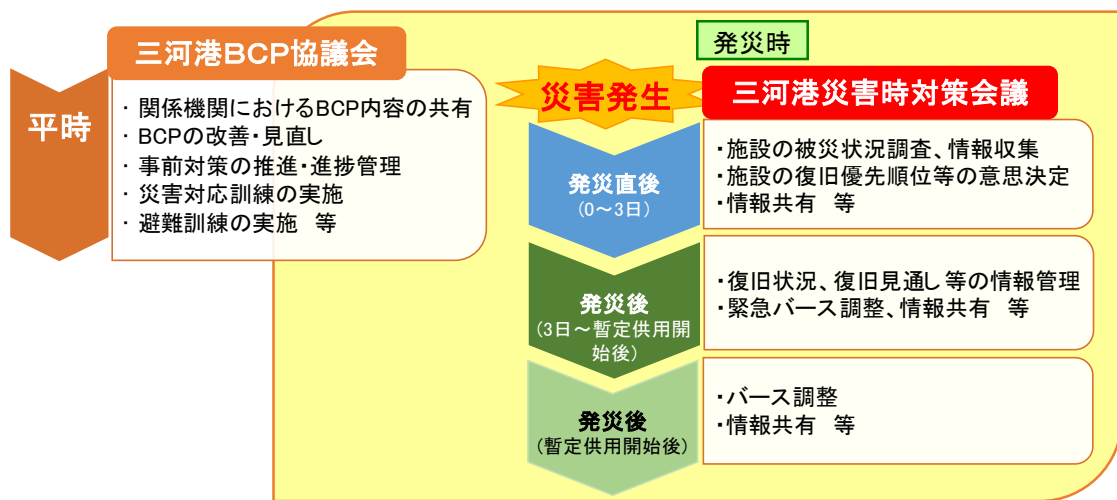 三河港BCP協議会
平時
・ 関係機関におけるBCP内容の共有
・ BCPの改善・見直し
・ 事前対策の推進・進捗管理
・ 災害対応訓練の実施
・ 避難訓練の実施　等
発災時
災害発生
三河港災害時対策会議
発災直後
(0～3日)
・施設の被災状況調査、情報収集
・施設の復旧優先順位等の意思決定
・情報共有　等
発災後
(3日～暫定供用開
始後)
・復旧状況、復旧見通し等の情報管理
・緊急バース調整、情報共有　等
発災後
(暫定供用開始後)
・バース調整
・情報共有　等